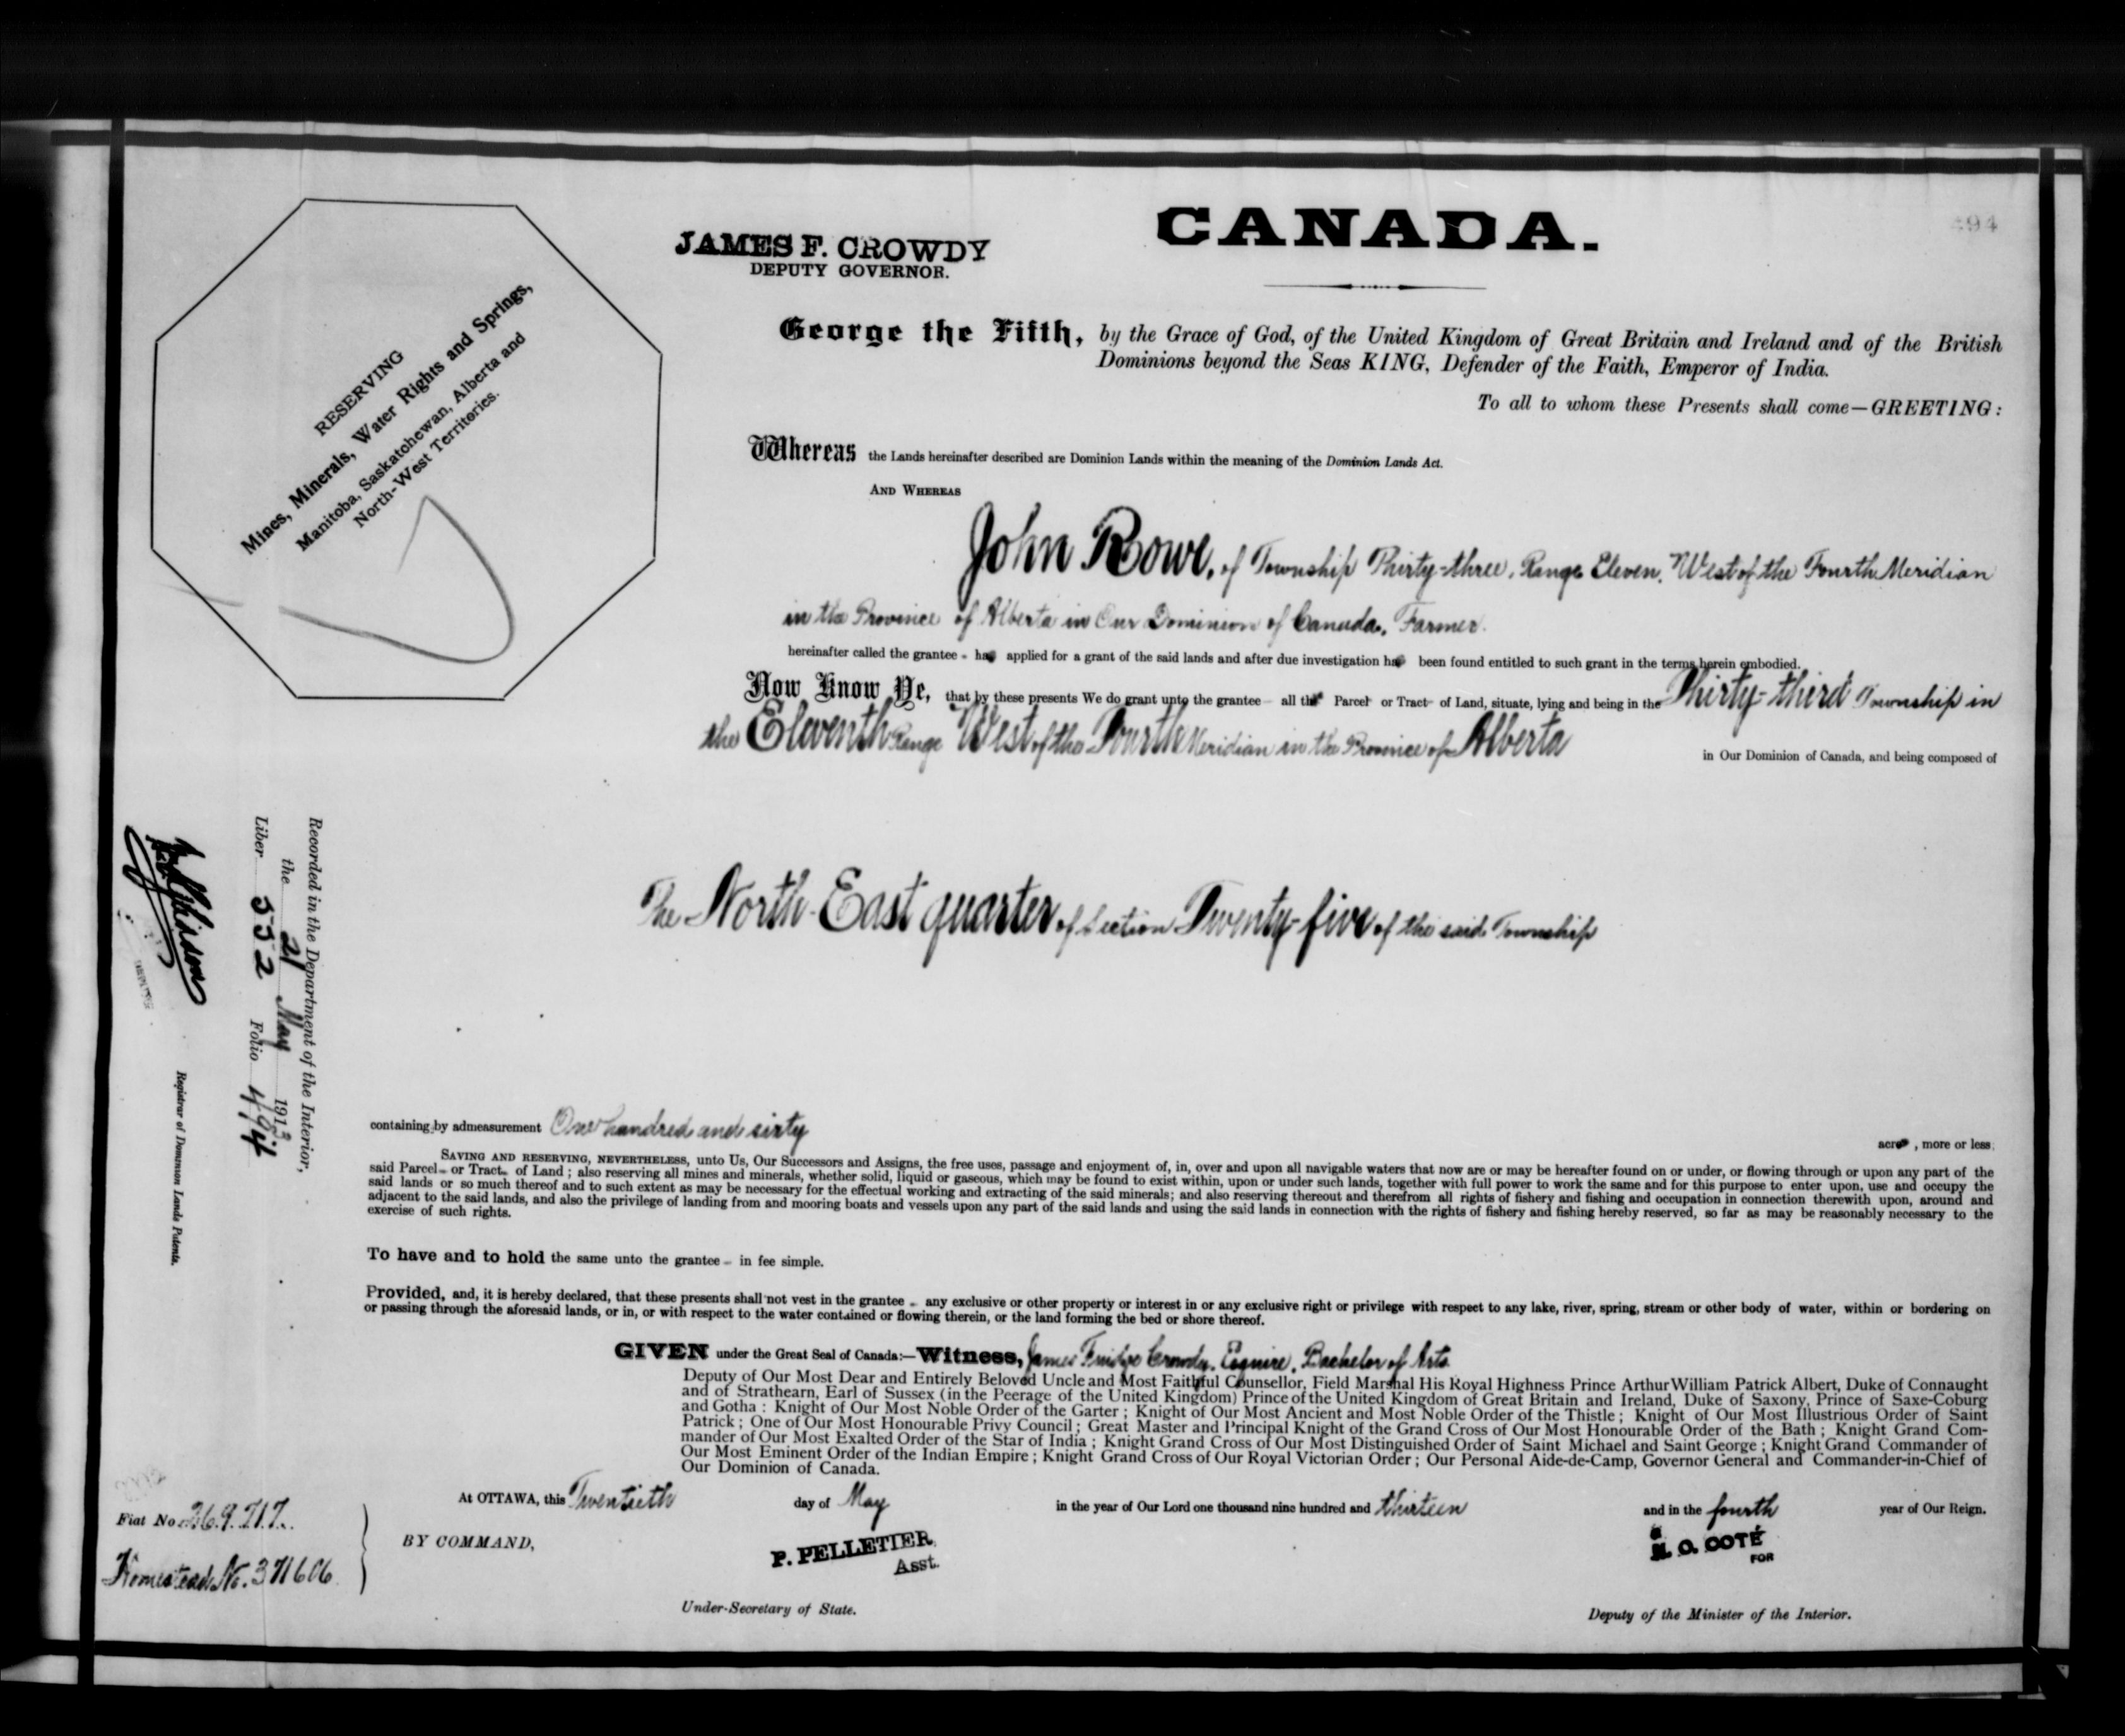 CANADA.
494
JAMES F. CROWDY
DEPUTY GOVERNOR.
RESERVING
Mines, Minerals, Water Rights and Springs,
Manitoba, Saskatchewan, Alberta and
North-West Territories.
George the Fifth, by the Grace of God, of the United Kingdom of Great Britain and Ireland and of the British
Dominions beyond the Seas KING, Defender of the Faith, Emperor of India.
To all to whom these Presents shall come—GREETING:
Whereas the Lands hereinafter described are Dominion Lands within the meaning of the Dominion Lands Act.
AND WHEREAS
John Rowe, of Township Thirty-three, Range Eleven, West of the Fourth Meridian
in the Province of Alberta in Our Dominion of Canada, Farmer.
hereinafter called the grantee - has applied for a grant of the said lands and after due investigation has been found entitled to such grant in the terms herein embodied.
Now Know Ye, that by these presents We do grant unto the grantee - all that Parcel or Tract of Land, situate, lying and being in the Thirty-third Township in
the Eleventh Range West of the Fourth Meridian in the Province of Alberta in Our Dominion of Canada, and being composed of
The North-East quarter of Section Twenty-five of the said Township
containing by admeasurement One hundred and sixty acres, more or less.
SAVING AND RESERVING, NEVERTHELESS, unto Us, Our Successors and Assigns, the free uses, passage and enjoyment of, in, over and upon all navigable waters that now are or may be hereafter found on or under, or flowing through or upon any part of the
said Parcel - or Tract - of Land ; also reserving all mines and minerals, whether solid, liquid or gaseous, which may be found to exist within, upon or under such lands, together with full power to work the same and for this purpose to enter upon, use and occupy the
said lands or so much thereof and to such extent as may be necessary for the effectual working and extracting of the said minerals; and also reserving thereout and therefrom all rights of fishery and fishing and occupation in connection therewith upon, around and
adjacent to the said lands, and also the privilege of landing from and mooring boats and vessels upon any part of the said lands and using the said lands in connection with the rights of fishery and fishing hereby reserved, so far as may be reasonably necessary to the
exercise of such rights.
To have and to hold the same unto the grantee - in fee simple.
Provided, and, it is hereby declared, that these presents shall not vest in the grantee - any exclusive or other property or interest in or any exclusive right or privilege with respect to any lake, river, spring, stream or other body of water, within or bordering on
or passing through the aforesaid lands, or in, or with respect to the water contained or flowing therein, or the land forming the bed or shore thereof.
GIVEN under the Great Seal of Canada:—Witness, James Crowdy, Esquire, Bachelor of Arts
Deputy of Our Most Dear and Entirely Beloved Uncle and Most Faithful Counsellor, Field Marshal His Royal Highness Prince Arthur William Patrick Albert, Duke of Connaught
and of Strathearn, Earl of Sussex (in the Peerage of the United Kingdom) Prince of the United Kingdom of Great Britain and Ireland, Duke of Saxony, Prince of Saxe-Coburg
and Gotha : Knight of Our Most Noble Order of the Garter ; Knight of Our Most Ancient and Most Noble Order of the Thistle ; Knight of Our Most Illustrious Order of Saint
Patrick ; One of Our Most Honourable Privy Council ; Great Master and Principal Knight of the Grand Cross of Our Most Honourable Order of the Bath ; Knight Grand Com-
mander of Our Most Exalted Order of the Star of India ; Knight Grand Cross of Our Most Distinguished Order of Saint Michael and Saint George ; Knight Grand Commander of
Our Most Eminent Order of the Indian Empire ; Knight Grand Cross of Our Royal Victorian Order ; Our Personal Aide-de-Camp, Governor General and Commander-in-Chief of
Our Dominion of Canada.
At OTTAWA, this Twentieth day of May in the year of Our Lord one thousand nine hundred and thirteen and in the fourth year of Our Reign.
BY COMMAND,
P. PELLETIER
Asst.
Under-Secretary of State.
N. O. COTÉ
FOR
Deputy of the Minister of the Interior.
Fiat No. 269717
Homestead No. 371606
Recorded in the Department of the Interior,
the 21 May 1913
Liber 552 Folio 494
Registrar of Dominion Lands Patents.